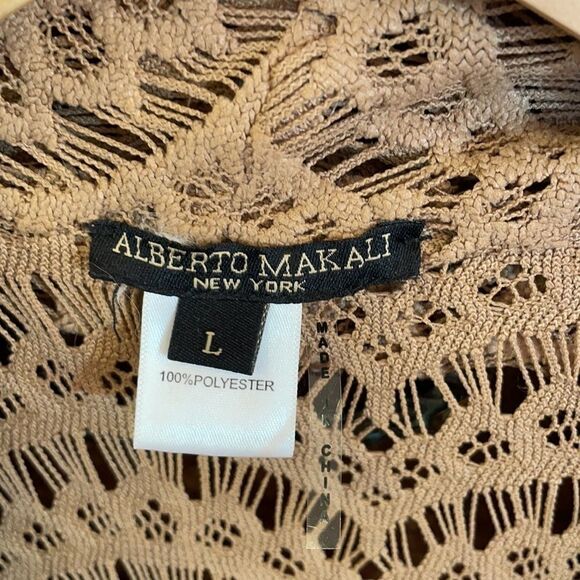 ALBERTO MAKALI
NEW YORK
L
100%POLYESTER
MADE IN CHINA